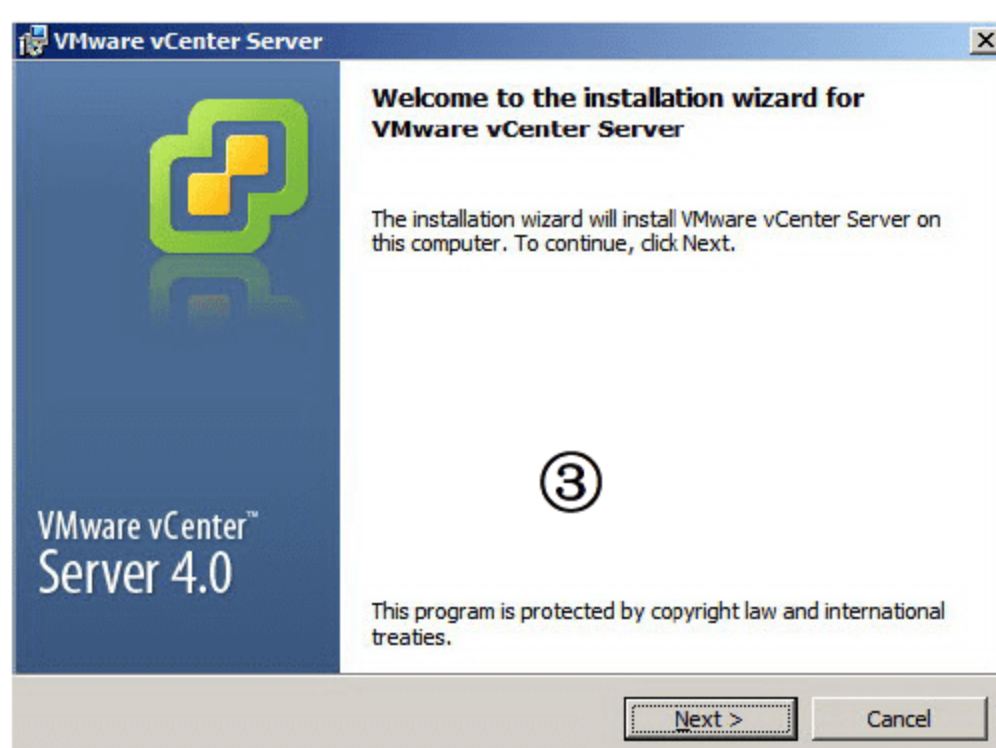 VMware vCenter Server
Welcome to the installation wizard for
VMware vCenter Server
The installation wizard will install VMware vCenter Server on
this computer. To continue, click Next.
③
VMware vCenter™
Server 4.0
This program is protected by copyright law and international
treaties.
Next >
Cancel